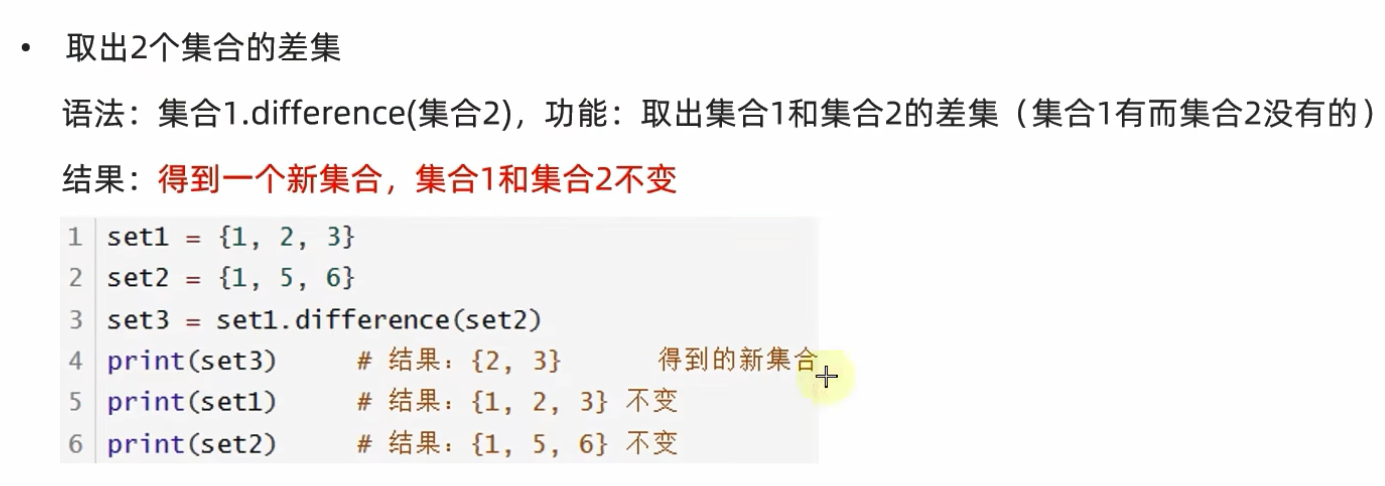 • 取出2个集合的差集
语法：集合1.difference(集合2)，功能：取出集合1和集合2的差集（集合1有而集合2没有的）
结果：得到一个新集合，集合1和集合2不变
1 set1 = {1, 2, 3}
2 set2 = {1, 5, 6}
3 set3 = set1.difference(set2)
4 print(set3) # 结果：{2, 3} 得到的新集合
5 print(set1) # 结果：{1, 2, 3} 不变
6 print(set2) # 结果：{1, 5, 6} 不变